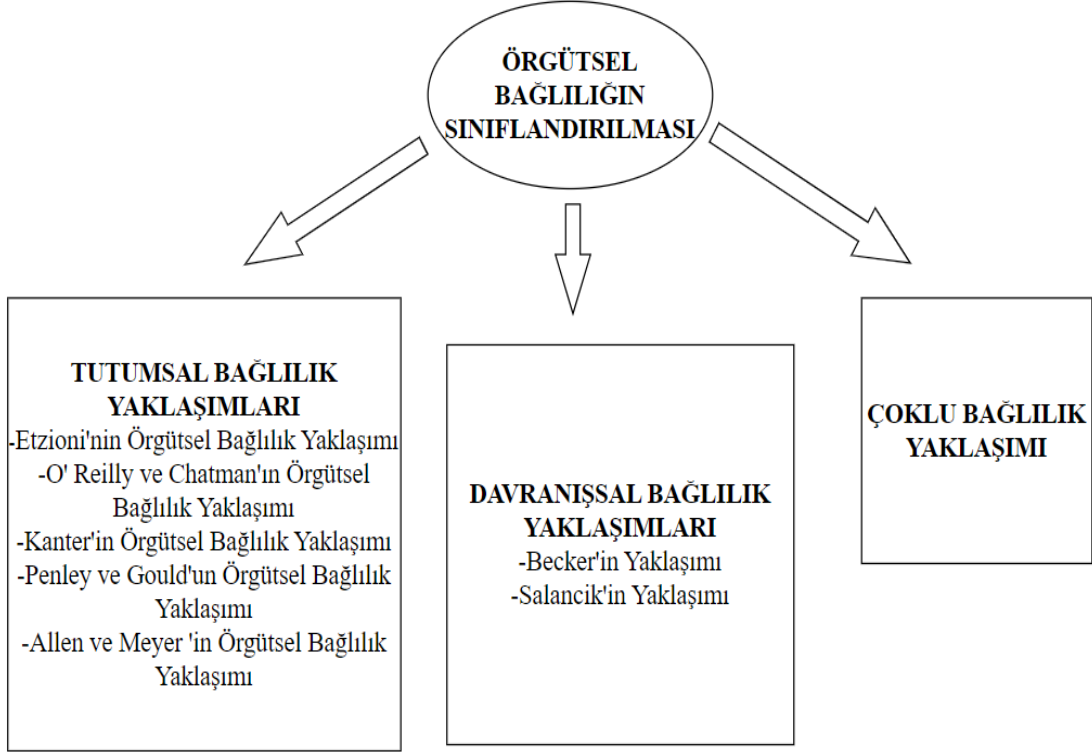 ÖRGÜTSEL
BAĞLILIĞIN
SINIFLANDIRILMASI
TUTUMSAL BAĞLILIK
YAKLAŞIMLARI
-Etzioni'nin Örgütsel Bağlılık Yaklaşımı
-O' Reilly ve Chatman'ın Örgütsel
Bağlılık Yaklaşımı
-Kanter'in Örgütsel Bağlılık Yaklaşımı
-Penley ve Gould'un Örgütsel Bağlılık
Yaklaşımı
-Allen ve Meyer 'in Örgütsel Bağlılık
Yaklaşımı
DAVRANIŞSAL BAĞLILIK
YAKLAŞIMLARI
-Becker'in Yaklaşımı
-Salancik'in Yaklaşımı
ÇOKLU BAĞLILIK
YAKLAŞIMI